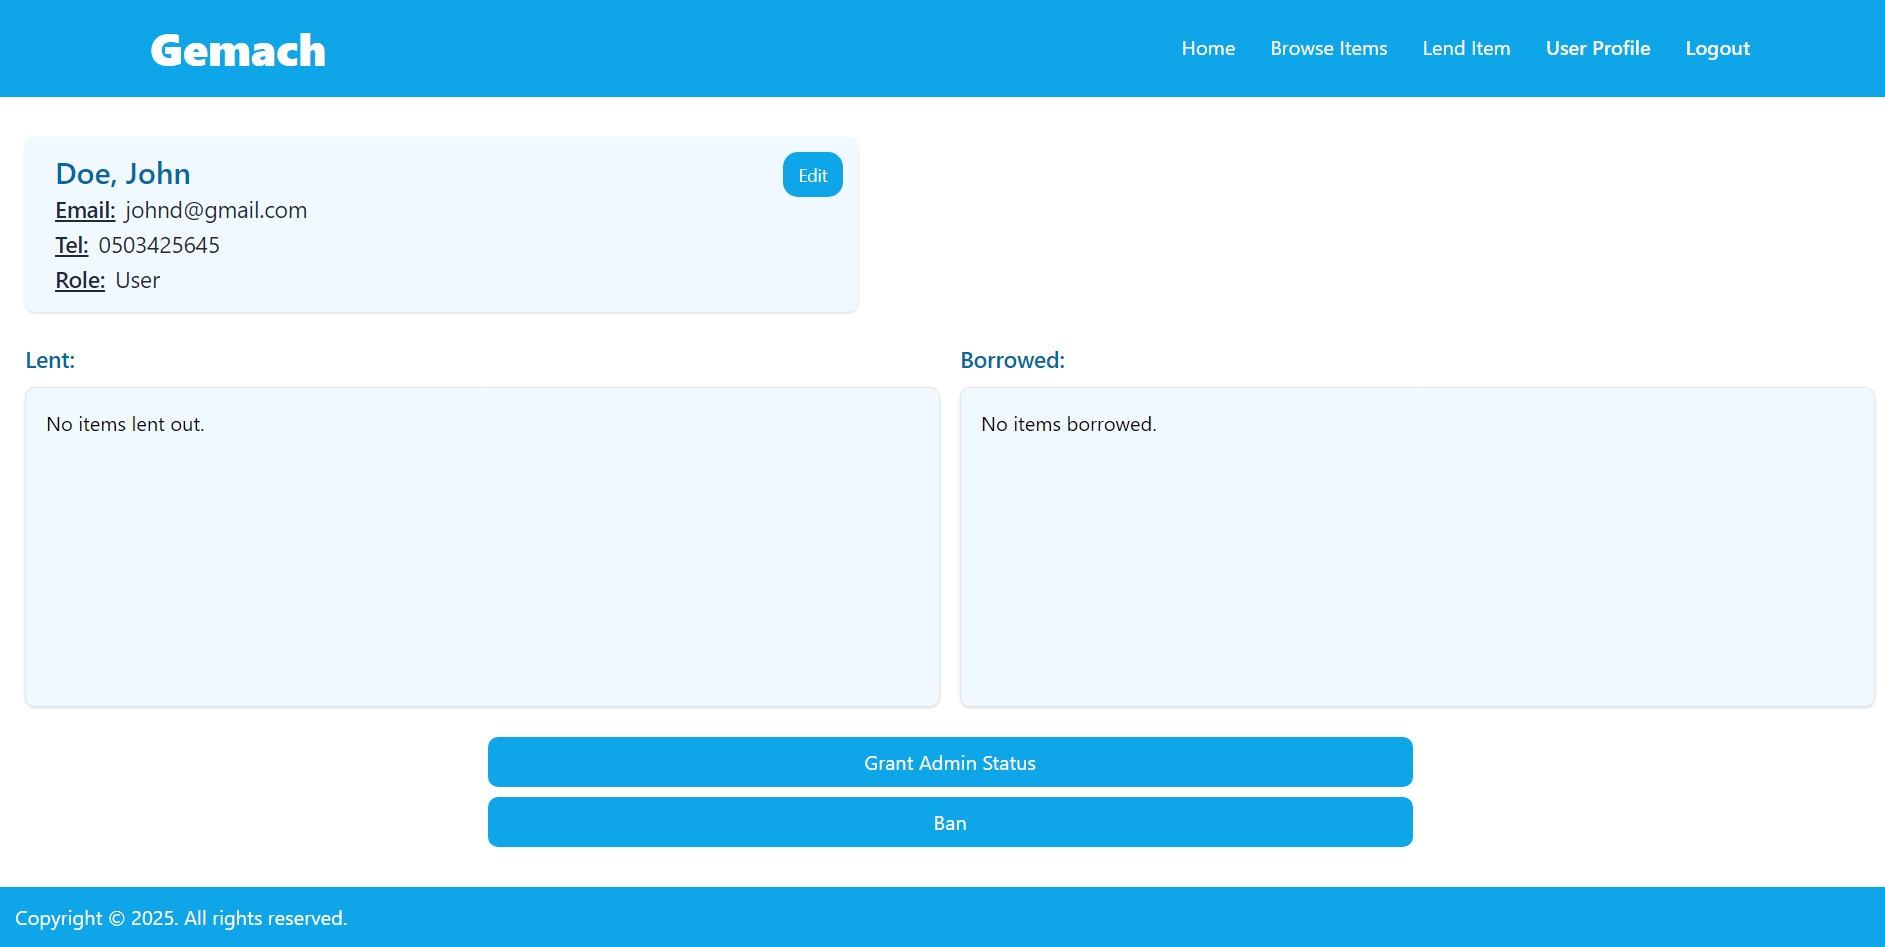 Gemach
Home Browse Items Lend Item User Profile Logout
Doe, John
Edit
Email: johnd@gmail.com
Tel: 0503425645
Role: User
Lent:
No items lent out.
Borrowed:
No items borrowed.
Grant Admin Status
Ban
Copyright © 2025. All rights reserved.